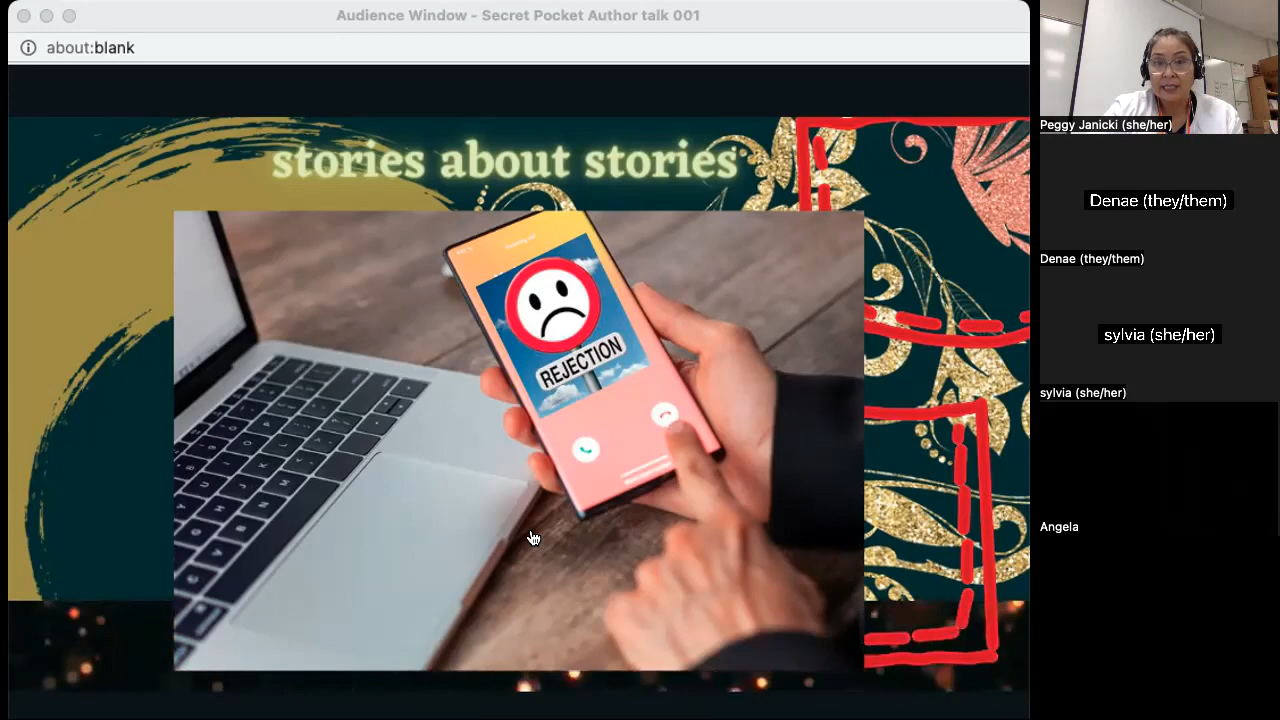 Audience Window - Secret Pocket Author talk 001
about:blank
stories about stories
REJECTION
Peggy Janicki (she/her)
Denae (they/them)
Denae (they/them)
sylvia (she/her)
sylvia (she/her)
Angela